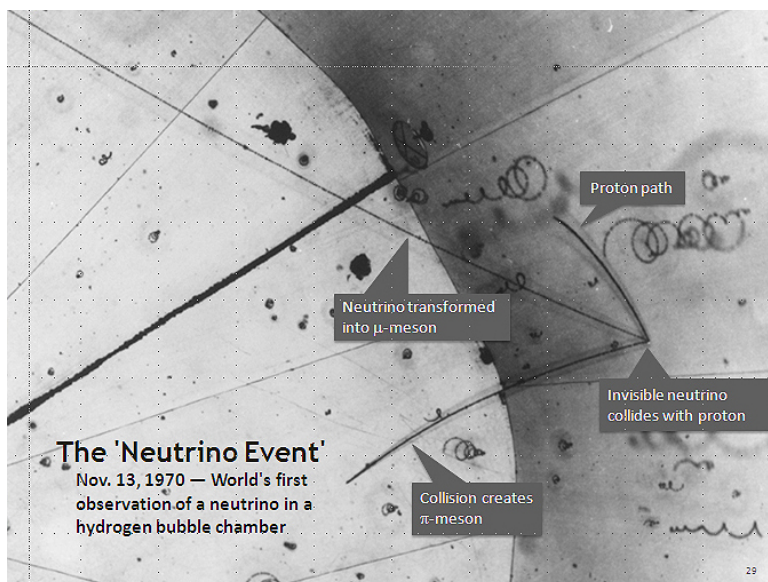 Proton path
Neutrino transformed
into μ-meson
Invisible neutrino
collides with proton
The 'Neutrino Event'
Nov. 13, 1970 — World's first
observation of a neutrino in a
hydrogen bubble chamber
Collision creates
π-meson
29